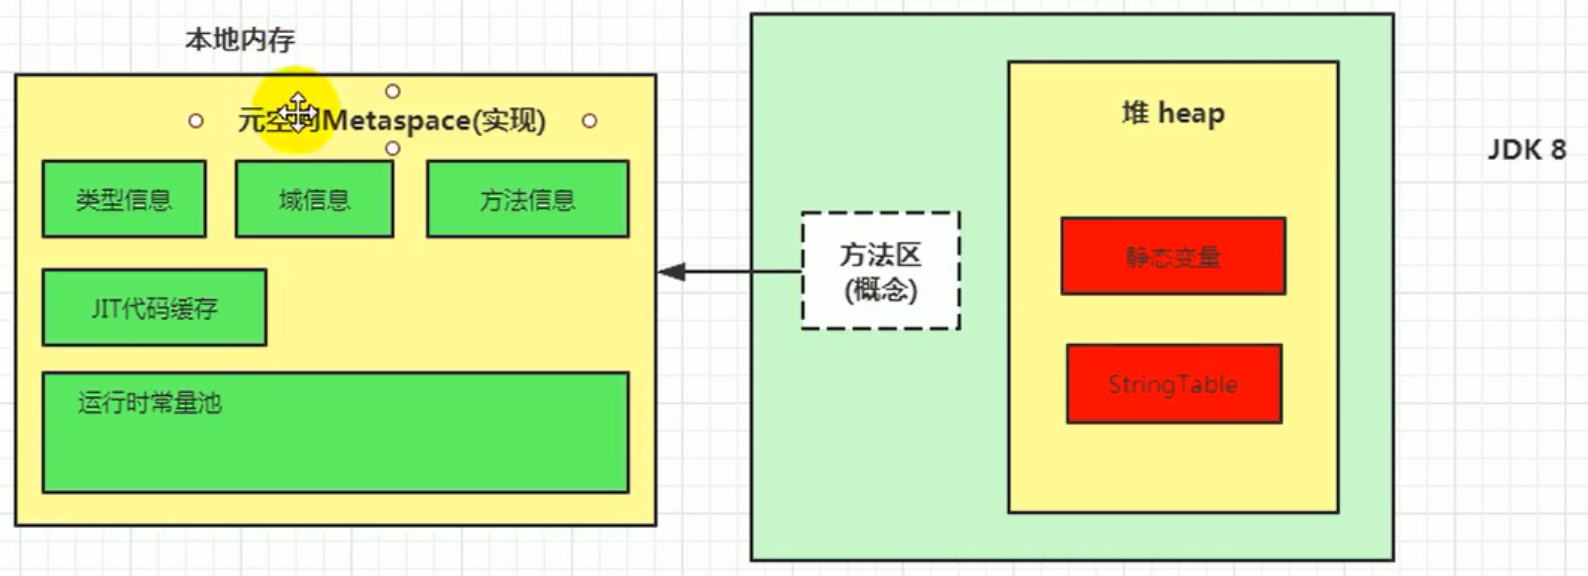 本地内存
元空间Metaspace(实现)
类型信息
域信息
方法信息
JIT代码缓存
运行时常量池
方法区
(概念)
堆 heap
静态变量
StringTable
JDK 8